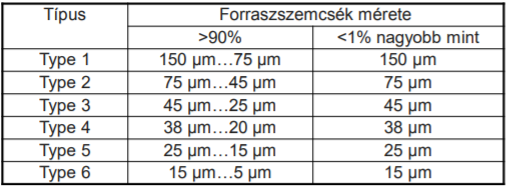 Típus Forraszszemcsék mérete
>90% <1% nagyobb mint
Type 1 150 µm…75 µm 150 µm
Type 2 75 µm…45 µm 75 µm
Type 3 45 µm…25 µm 45 µm
Type 4 38 µm…20 µm 38 µm
Type 5 25 µm…15 µm 25 µm
Type 6 15 µm…5 µm 15 µm